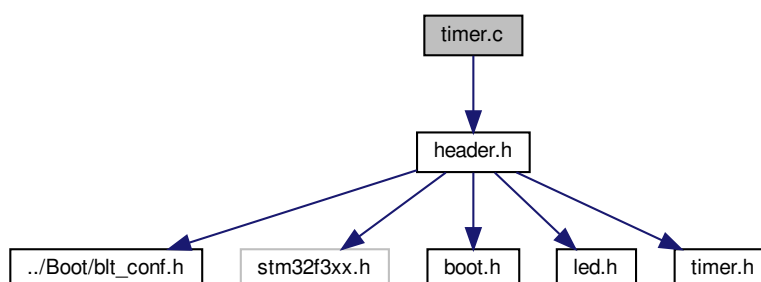 timer.c
header.h
../Boot/blt_conf.h
stm32f3xx.h
boot.h
led.h
timer.h